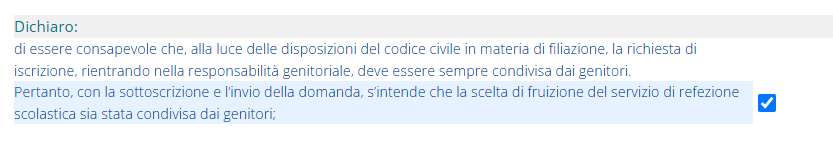 Dichiaro:
di essere consapevole che, alla luce delle disposizioni del codice civile in materia di filiazione, la richiesta di
iscrizione, rientrando nella responsabilità genitoriale, deve essere sempre condivisa dai genitori.
Pertanto, con la sottoscrizione e l'invio della domanda, s'intende che la scelta di fruizione del servizio di refezione
scolastica sia stata condivisa dai genitori;